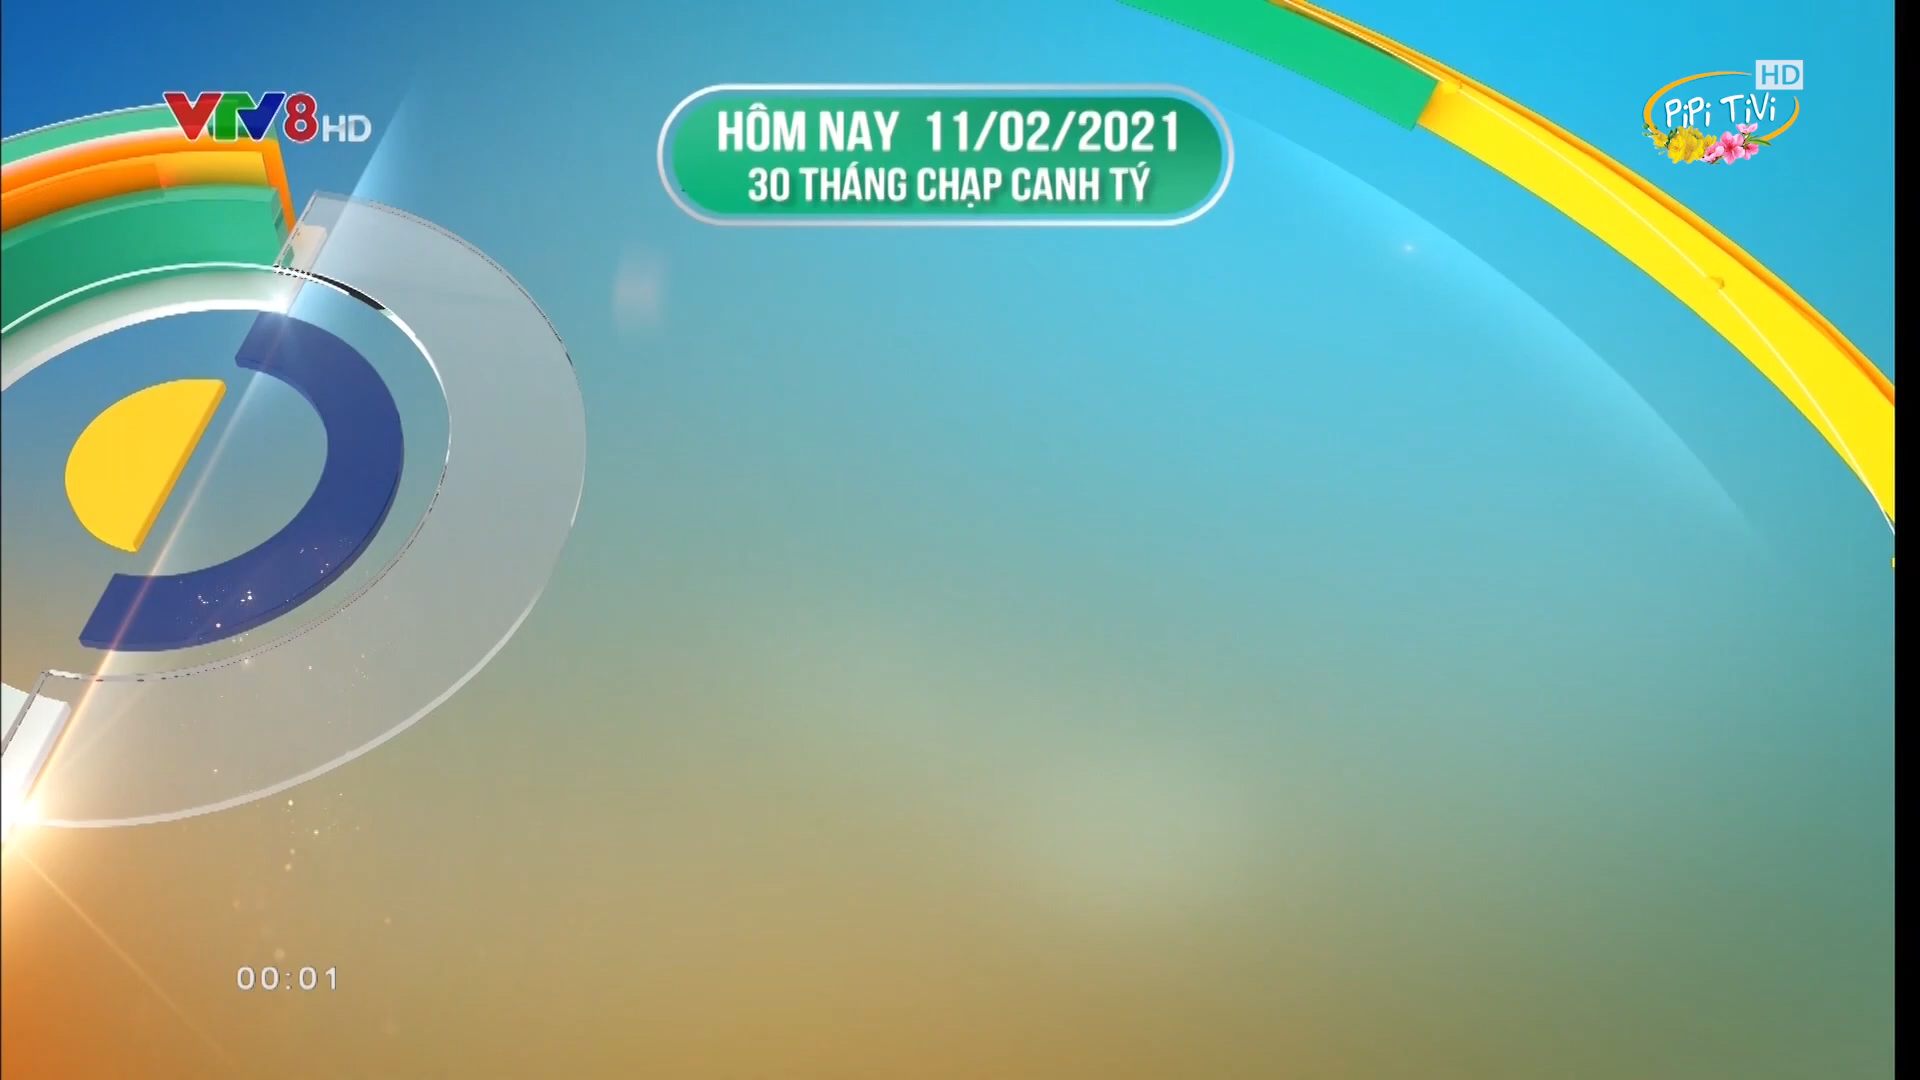 VTV8 HD
HÔM NAY 11/02/2021
30 THÁNG CHẠP CANH TÝ
HD
PiPi TiVi
00:01